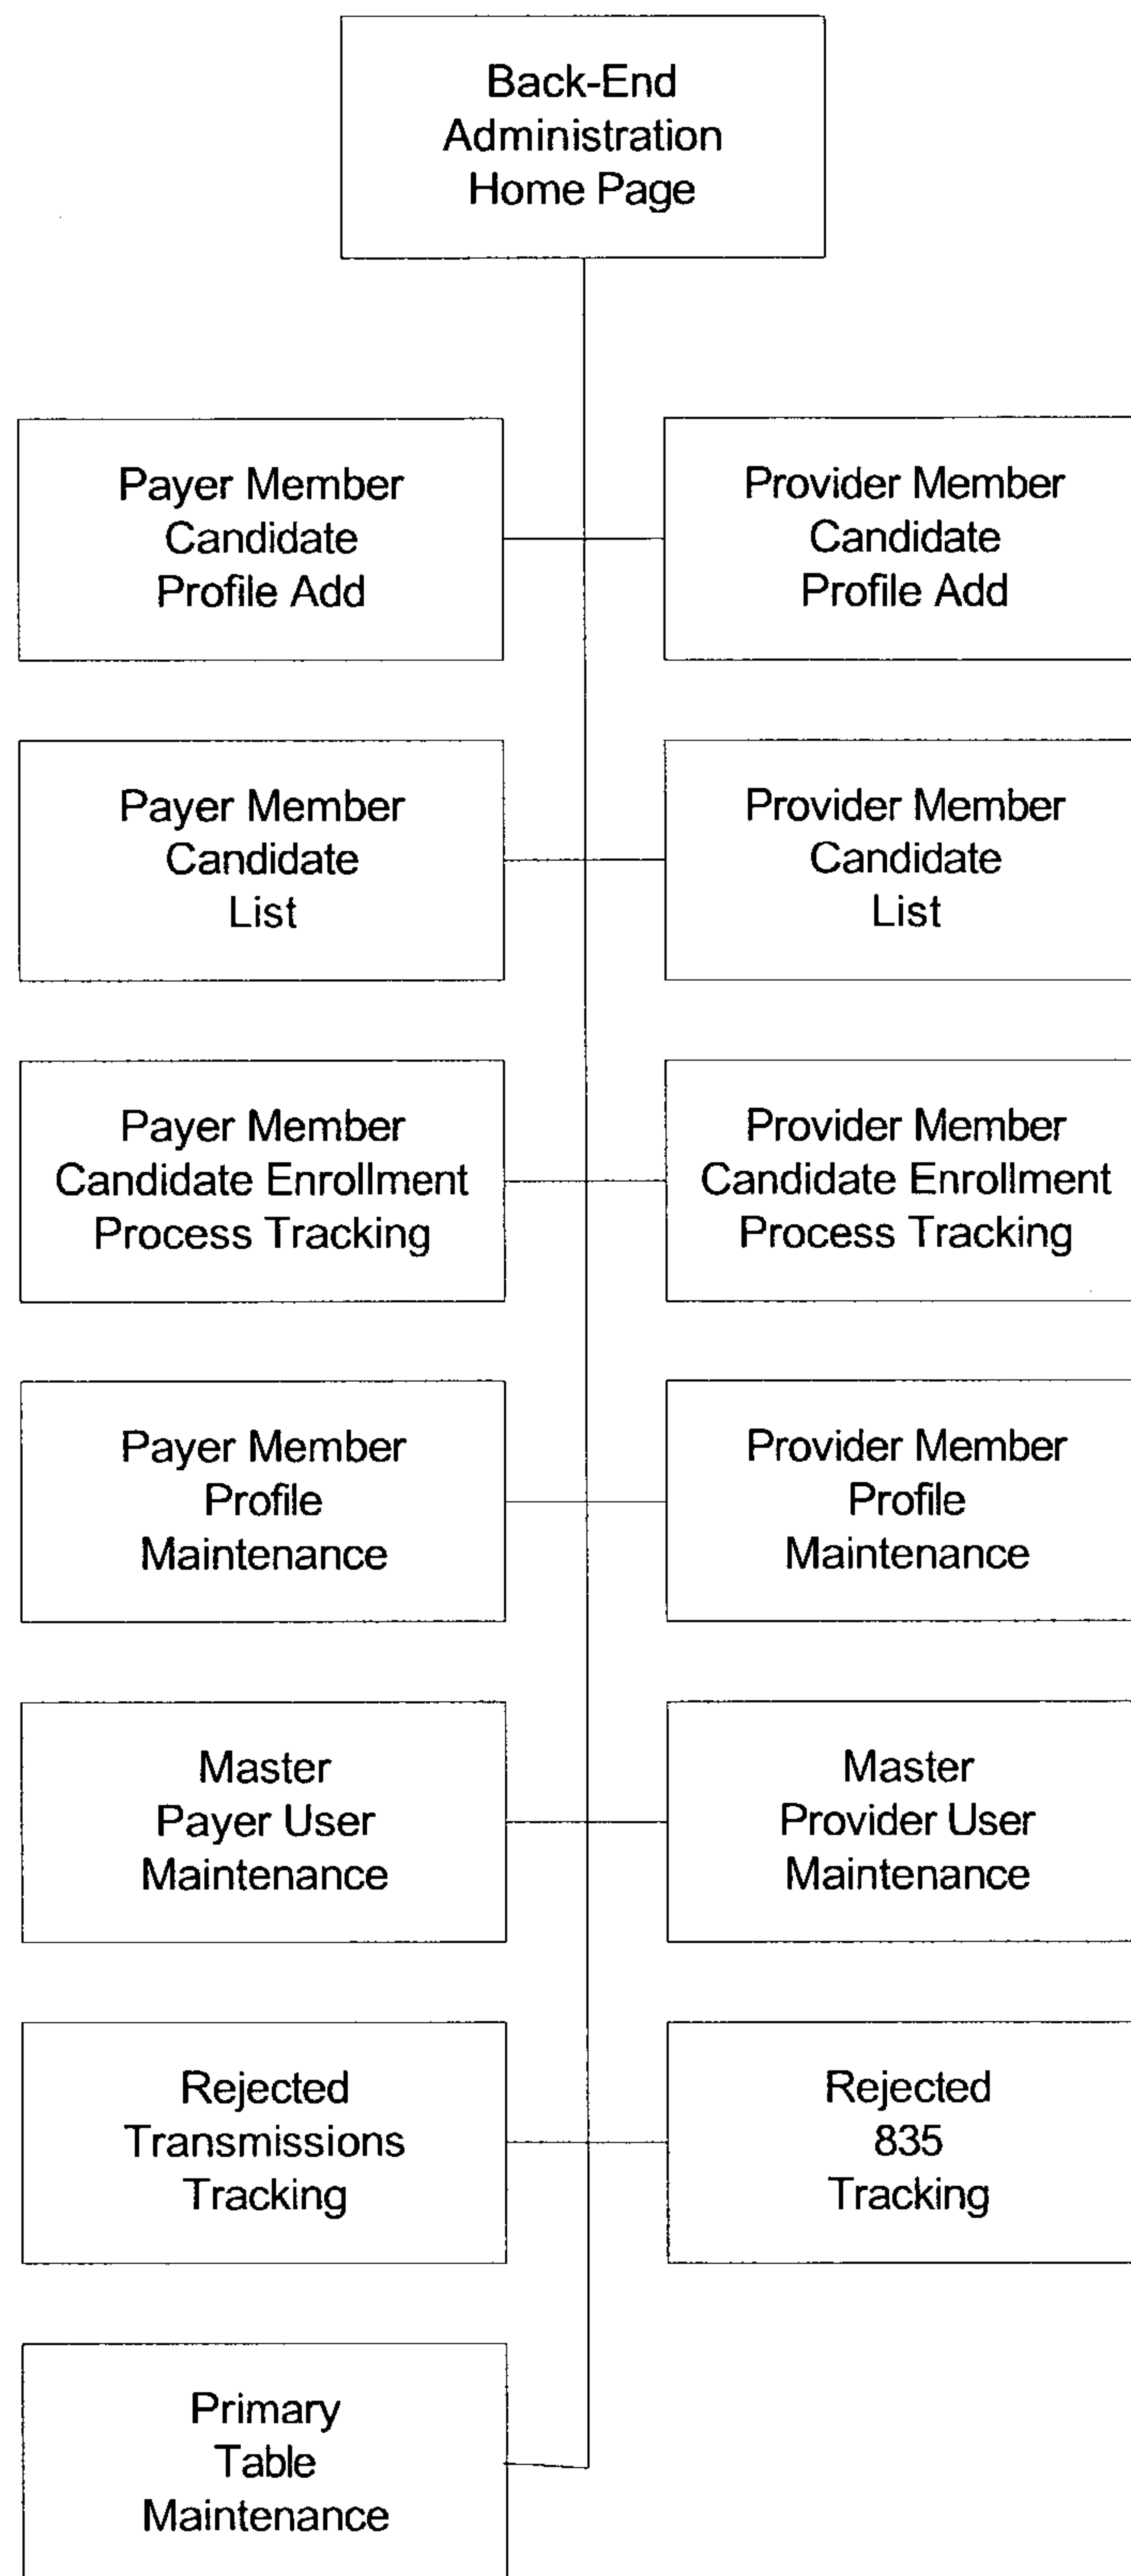 Back-End
Administration
Home Page
Payer Member
Candidate
Profile Add
Provider Member
Candidate
Profile Add
Payer Member
Candidate
List
Provider Member
Candidate
List
Payer Member
Candidate Enrollment
Process Tracking
Provider Member
Candidate Enrollment
Process Tracking
Payer Member
Profile
Maintenance
Provider Member
Profile
Maintenance
Master
Payer User
Maintenance
Master
Provider User
Maintenance
Rejected
Transmissions
Tracking
Rejected
835
Tracking
Primary
Table
Maintenance